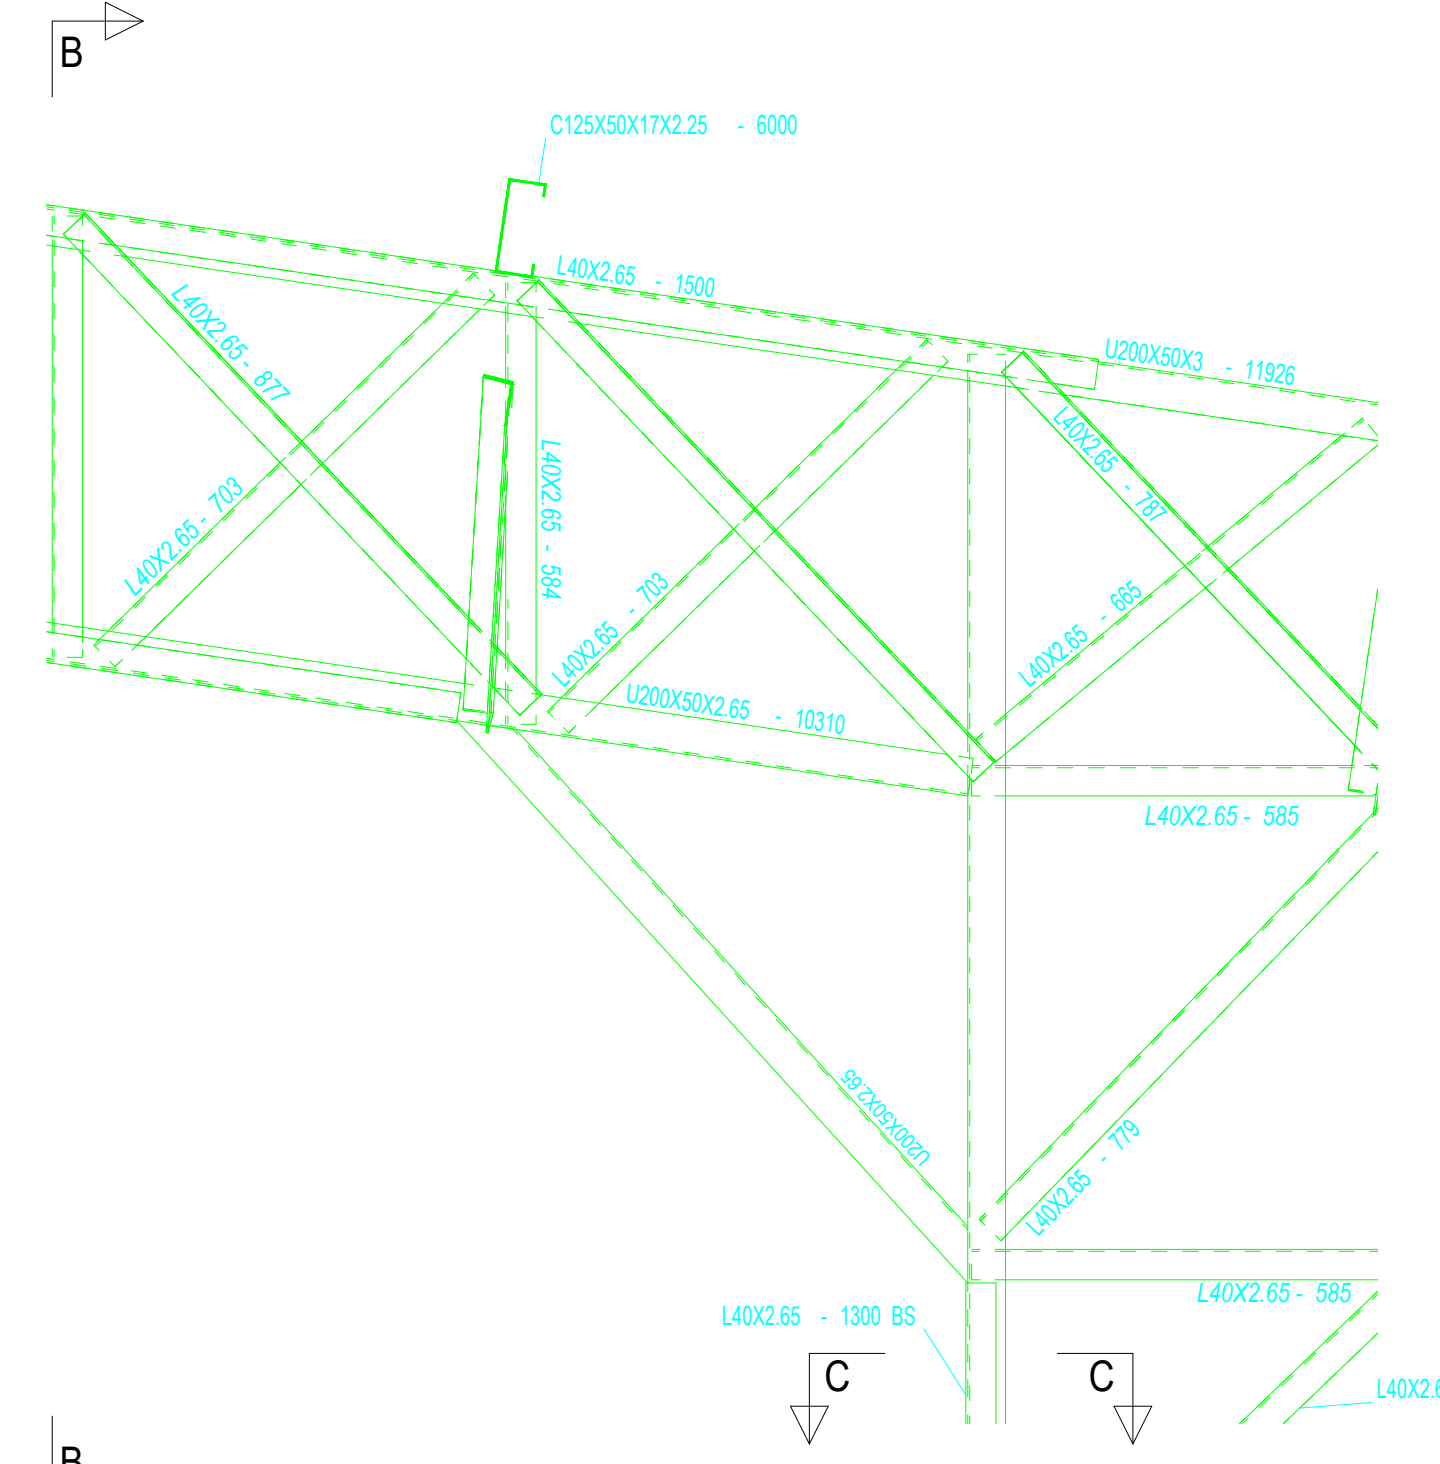 B
C125X50X17X2.25 - 6000
L40X2.65 - 1500
U200X50X3 - 11926
L40X2.65 - 877
L40X2.65 - 703
L40X2.65 - 584
L40X2.65 - 703
L40X2.65 - 787
L40X2.65 - 665
U200X50X2.65 - 10310
L40X2.65 - 585
U200X50X2.65
L40X2.65 - 779
L40X2.65 - 585
L40X2.65 - 1300 BS
C
C
L40X2.6
B